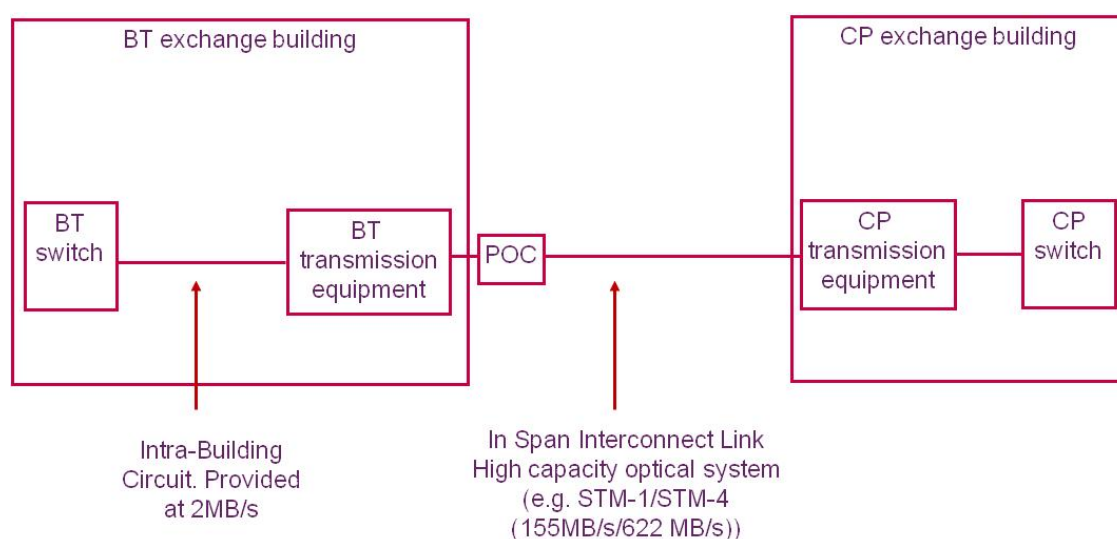 BT exchange building
CP exchange building
BT
switch
BT
transmission
equipment
POC
CP
transmission
equipment
CP
switch
Intra-Building
Circuit. Provided
at 2MB/s
In Span Interconnect Link
High capacity optical system
(e.g. STM-1/STM-4
(155MB/s/622 MB/s))